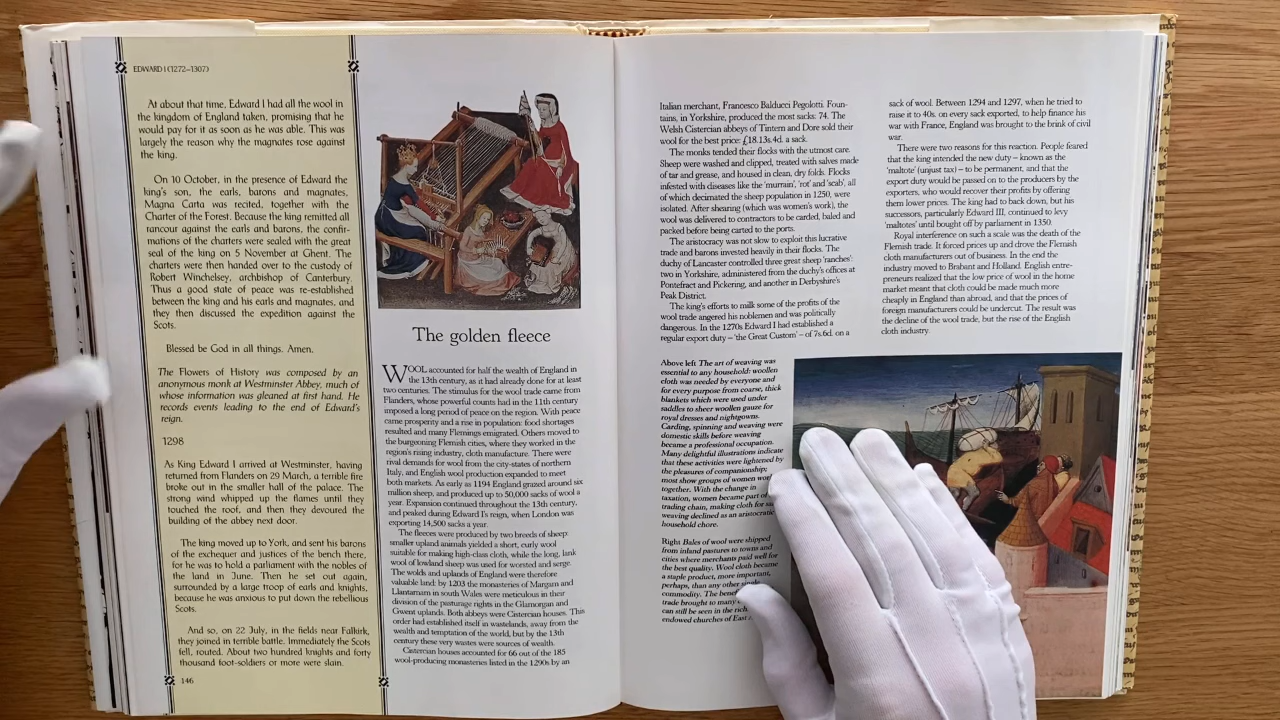 EDWARD I (1272–1307)
At about that time, Edward I had all the wool in
the kingdom of England taken, promising that he
would pay for it as soon as he was able. This was
largely the reason why the magnates rose against
the king.
On 10 October, in the presence of Edward the
king's son, the earls, barons and magnates,
Magna Carta was recited, together with the
Charter of the Forest. Because the king remitted all
rancour against the earls and barons, the confir-
mations of the charters were sealed with the great
seal of the king on 5 November at Ghent. The
charters were then handed over to the custody of
Robert Winchelsey, archbishop of Canterbury.
Thus a good state of peace was re-established
between the king and his earls and magnates, and
they then discussed the expedition against the
Scots.
Blessed be God in all things. Amen.
The Flowers of History was composed by an
anonymous monk at Westminster Abbey, much of
whose information was gleaned at first hand. He
records events leading to the end of Edward's
reign.
1298
As King Edward I arrived at Westminster, having
returned from Flanders on 29 March, a terrible fire
broke out in the smaller hall of the palace. The
strong wind whipped up the flames until they
touched the roof, and then they devoured the
building of the abbey next door.
The king moved up to York, and sent his barons
of the exchequer and justices of the bench there,
for he was to hold a parliament with the nobles of
the land in June. Then he set out again,
surrounded by a large troop of earls and knights,
because he was anxious to put down the rebellious
Scots.
And so, on 22 July, in the fields near Falkirk,
they joined in terrible battle. Immediately the Scots
fell, routed. About two hundred knights and forty
thousand foot-soldiers or more were slain.
146
The golden fleece
WOOL accounted for half the wealth of England in
the 13th century, as it had already done for at least
two centuries. The stimulus for the wool trade came from
Flanders, whose powerful counts had in the 11th century
imposed a long period of peace on the region. With peace
came prosperity and a rise in population: food shortages
resulted and many Flemings emigrated. Others moved to
the burgeoning Flemish cities, where they worked in the
region's rising industry, cloth manufacture. There were
rival demands for wool from the city-states of northern
Italy, and English wool production expanded to meet
both markets. As early as 1194 England grazed around six
million sheep, and produced up to 50,000 sacks of wool a
year. Expansion continued throughout the 13th century,
and peaked during Edward I's reign, when London was
exporting 14,500 sacks a year.
The fleeces were produced by two breeds of sheep:
smaller upland animals yielded a short, curly wool
suitable for making high-class cloth, while the long, lank
wool of lowland sheep was used for worsted and serge.
The wolds and uplands of England were therefore
valuable land: by 1203 the monasteries of Margam and
Llantarnam in south Wales were meticulous in their
division of the pasturage rights in the Glamorgan and
Gwent uplands. Both abbeys were Cistercian houses. This
order had established itself in wastelands, away from the
wealth and temptation of the world, but by the 13th
century these very wastes were sources of wealth.
Cistercian houses accounted for 66 out of the 185
wool-producing monasteries listed in the 1290s by an
Italian merchant, Francesco Balducci Pegolotti. Foun-
tains, in Yorkshire, produced the most sacks: 74. The
Welsh Cistercian abbeys of Tintern and Dore sold their
wool for the best price: £18.13s.4d. a sack.
The monks tended their flocks with the utmost care.
Sheep were washed and clipped, treated with salves made
of tar and grease, and housed in clean, dry folds. Flocks
infested with diseases like the 'murrain', 'rot' and 'scab', all
of which decimated the sheep population in 1250, were
isolated. After shearing (which was women's work), the
wool was delivered to contractors to be carded, baled and
packed before being carted to the ports.
The aristocracy was not slow to exploit this lucrative
trade and barons invested heavily in their flocks. The
duchy of Lancaster controlled three great sheep 'ranches':
two in Yorkshire, administered from the duchy's offices at
Pontefract and Pickering, and another in Derbyshire's
Peak District.
The king's efforts to milk some of the profits of the
wool trade angered his noblemen and was politically
dangerous. In the 1270s Edward I had established a
regular export duty – 'the Great Custom' – of 7s.6d. on a
sack of wool. Between 1294 and 1297, when he tried to
raise it to 40s. on every sack exported, to help finance his
war with France, England was brought to the brink of civil
war.
There were two reasons for this reaction. People feared
that the king intended the new duty – known as the
'maltote' (unjust tax) – to be permanent, and that the
export duty would be passed on to the producers by the
exporters, who would recover their profits by offering
them lower prices. The king had to back down, but his
successors, particularly Edward III, continued to levy
'maltotes' until bought off by parliament in 1350.
Royal interference on such a scale was the death of the
Flemish trade. It forced prices up and drove the Flemish
cloth manufacturers out of business. In the end the
industry moved to Brabant and Holland. English entre-
preneurs realized that the low price of wool in the home
market meant that cloth could be made much more
cheaply in England than abroad, and that the prices of
foreign manufacturers could be undercut. The result was
the decline of the wool trade, but the rise of the English
cloth industry.
Above left The art of weaving was
essential to any household: woollen
cloth was needed by everyone and
for every purpose from coarse, thick
blankets which were used under
saddles to sheer woollen gauze for
royal dresses and nightgowns.
Carding, spinning and weaving were
domestic skills before weaving
became a professional occupation.
Many delightful illustrations indicate
that these activities were lightened by
the pleasures of companionship;
most show groups of women
together. With the change in
taxation, women became part of
trading chain, making cloth for
weaving declined as an aristocratic
household chore.
Right Bales of wool were shipped
from inland pastures to towns and
cities where merchants paid well for
the best quality. Wool cloth became
a staple product, more important,
perhaps, than any other single
commodity. The
trade brought to many
can still be seen in the
endowed churches of East